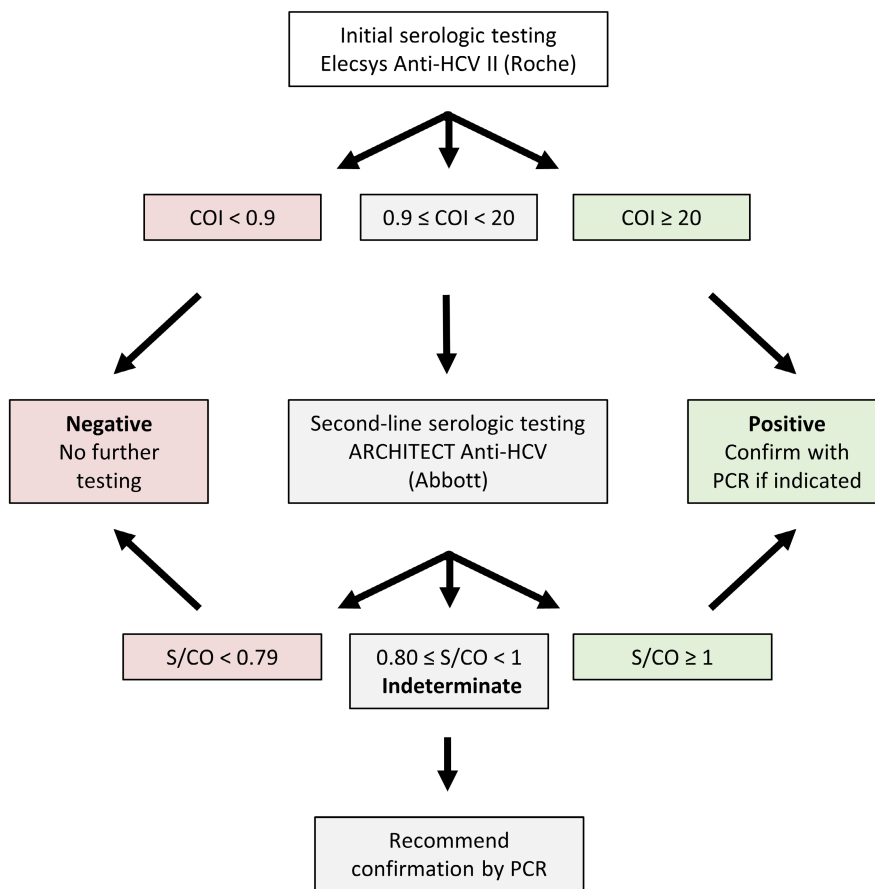 Initial serologic testing
Elecsys Anti-HCV II (Roche)
COI < 0.9
0.9 ≤ COI < 20
COI ≥ 20
Negative
No further
testing
Second-line serologic testing
ARCHITECT Anti-HCV
(Abbott)
Positive
Confirm with
PCR if indicated
S/CO < 0.79
0.80 ≤ S/CO < 1
Indeterminate
S/CO ≥ 1
Recommend
confirmation by PCR